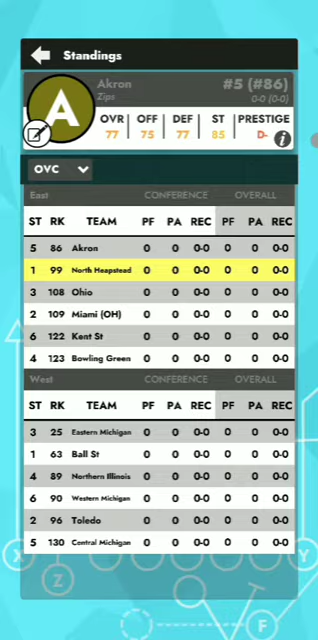 Standings
A
Akron #5 (#86)
Zips 0-0 (0-0)
OVR OFF DEF ST PRESTIGE
77 75 77 85 D- i
OVC
East CONFERENCE OVERALL
ST RK TEAM PF PA REC PF PA REC
5 86 Akron 0 0 0-0 0 0 0-0
1 99 North Heapstead 0 0 0-0 0 0 0-0
3 108 Ohio 0 0 0-0 0 0 0-0
2 109 Miami (OH) 0 0 0-0 0 0 0-0
6 122 Kent St 0 0 0-0 0 0 0-0
4 123 Bowling Green 0 0 0-0 0 0 0-0
West CONFERENCE OVERALL
ST RK TEAM PF PA REC PF PA REC
3 25 Eastern Michigan 0 0 0-0 0 0 0-0
1 63 Ball St 0 0 0-0 0 0 0-0
4 89 Northern Illinois 0 0 0-0 0 0 0-0
6 90 Western Michigan 0 0 0-0 0 0 0-0
2 96 Toledo 0 0 0-0 0 0 0-0
5 130 Central Michigan 0 0 0-0 0 0 0-0
X Y
Z
F